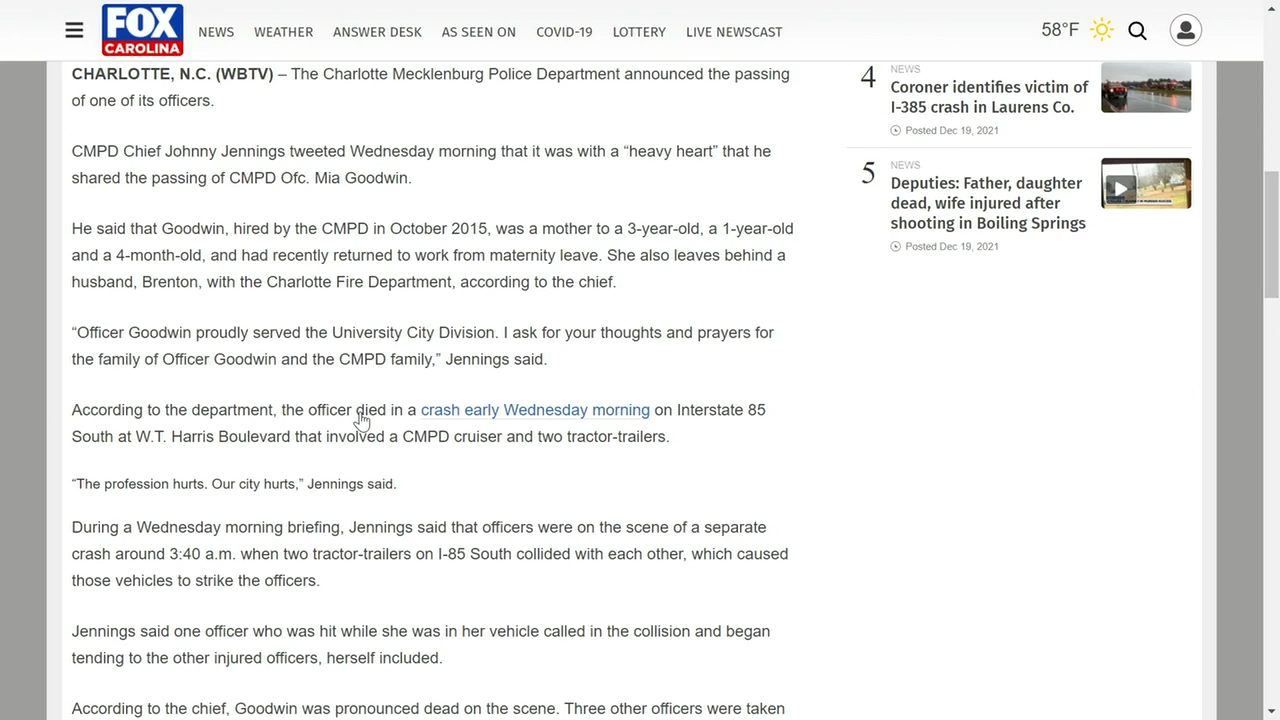 FOX
CAROLINA
NEWS WEATHER ANSWER DESK AS SEEN ON COVID-19 LOTTERY LIVE NEWSCAST
58°F
CHARLOTTE, N.C. (WBTV) – The Charlotte Mecklenburg Police Department announced the passing
of one of its officers.
CMPD Chief Johnny Jennings tweeted Wednesday morning that it was with a “heavy heart” that he
shared the passing of CMPD Ofc. Mia Goodwin.
He said that Goodwin, hired by the CMPD in October 2015, was a mother to a 3-year-old, a 1-year-old
and a 4-month-old, and had recently returned to work from maternity leave. She also leaves behind a
husband, Brenton, with the Charlotte Fire Department, according to the chief.
“Officer Goodwin proudly served the University City Division. I ask for your thoughts and prayers for
the family of Officer Goodwin and the CMPD family,” Jennings said.
According to the department, the officer died in a crash early Wednesday morning on Interstate 85
South at W.T. Harris Boulevard that involved a CMPD cruiser and two tractor-trailers.
“The profession hurts. Our city hurts,” Jennings said.
During a Wednesday morning briefing, Jennings said that officers were on the scene of a separate
crash around 3:40 a.m. when two tractor-trailers on I-85 South collided with each other, which caused
those vehicles to strike the officers.
Jennings said one officer who was hit while she was in her vehicle called in the collision and began
tending to the other injured officers, herself included.
According to the chief, Goodwin was pronounced dead on the scene. Three other officers were taken
4
NEWS
Coroner identifies victim of
I-385 crash in Laurens Co.
Posted Dec 19, 2021
5
NEWS
Deputies: Father, daughter
dead, wife injured after
shooting in Boiling Springs
Posted Dec 19, 2021